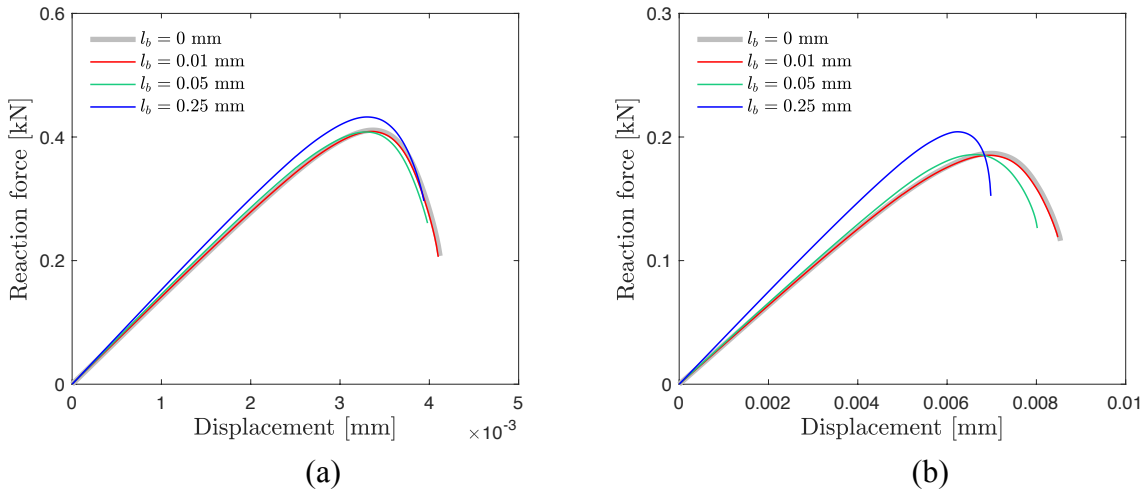 0.6
l_b = 0 mm
l_b = 0.01 mm
l_b = 0.05 mm
l_b = 0.25 mm
0.4
Reaction force [kN]
0.2
0
0 1 2 3 4 5
Displacement [mm] ×10⁻³
(a)
0.3
l_b = 0 mm
l_b = 0.01 mm
l_b = 0.05 mm
l_b = 0.25 mm
0.2
Reaction force [kN]
0.1
0
0 0.002 0.004 0.006 0.008 0.01
Displacement [mm]
(b)